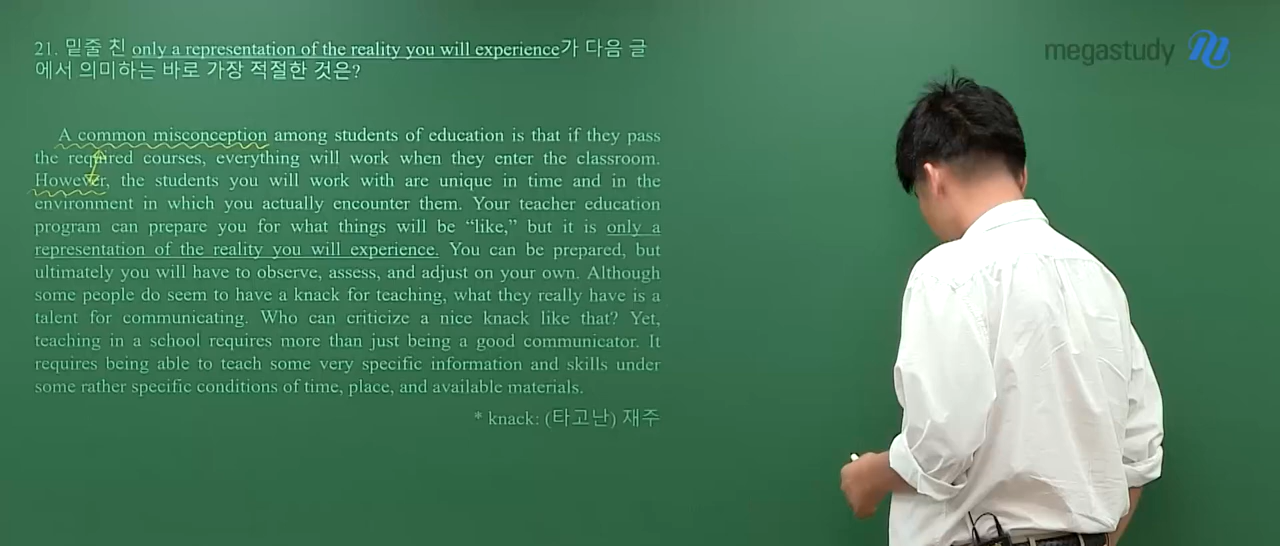 21. 밑줄 친 only a representation of the reality you will experience가 다음 글
에서 의미하는 바로 가장 적절한 것은?
megastudy
A common misconception among students of education is that if they pass
the required courses, everything will work when they enter the classroom.
However, the students you will work with are unique in time and in the
environment in which you actually encounter them. Your teacher education
program can prepare you for what things will be “like,” but it is only a
representation of the reality you will experience. You can be prepared, but
ultimately you will have to observe, assess, and adjust on your own. Although
some people do seem to have a knack for teaching, what they really have is a
talent for communicating. Who can criticize a nice knack like that? Yet,
teaching in a school requires more than just being a good communicator. It
requires being able to teach some very specific information and skills under
some rather specific conditions of time, place, and available materials.
* knack: (타고난) 재주